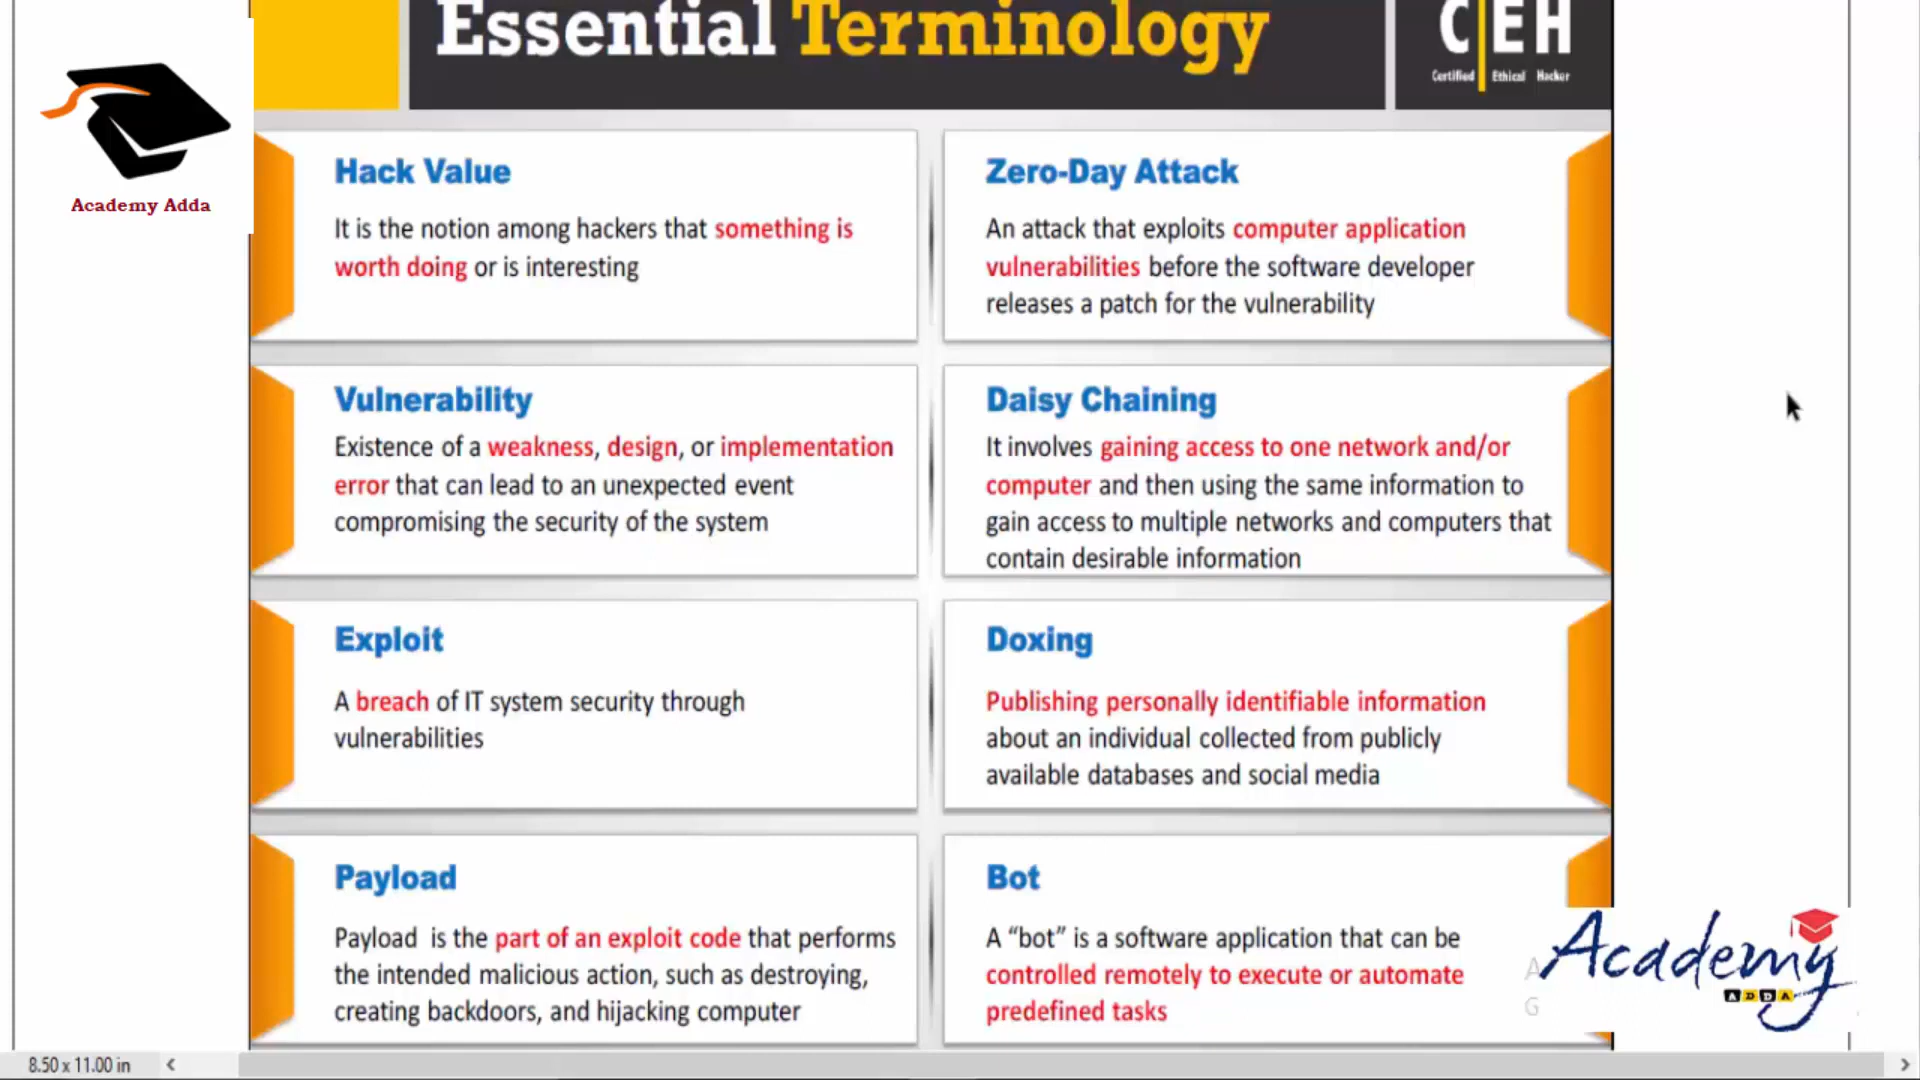 Essential Terminology
C|EH
Certified Ethical Hacker
Academy Adda
Hack Value
It is the notion among hackers that something is
worth doing or is interesting
Zero-Day Attack
An attack that exploits computer application
vulnerabilities before the software developer
releases a patch for the vulnerability
Vulnerability
Existence of a weakness, design, or implementation
error that can lead to an unexpected event
compromising the security of the system
Daisy Chaining
It involves gaining access to one network and/or
computer and then using the same information to
gain access to multiple networks and computers that
contain desirable information
Exploit
A breach of IT system security through
vulnerabilities
Doxing
Publishing personally identifiable information
about an individual collected from publicly
available databases and social media
Payload
Payload is the part of an exploit code that performs
the intended malicious action, such as destroying,
creating backdoors, and hijacking computer
Bot
A “bot” is a software application that can be
controlled remotely to execute or automate
predefined tasks
A
G
Academy
ADDA
8.50 x 11.00 in